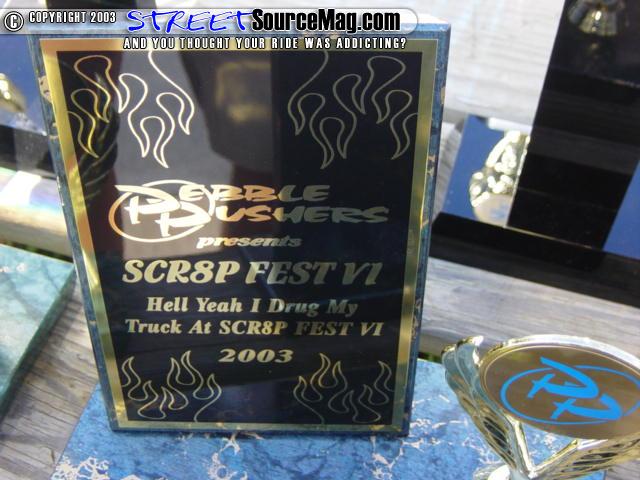 © COPYRIGHT 2003 STREETSourceMag.com
AND YOU THOUGHT YOUR RIDE WAS ADDICTING?
PEBBLE
PUSHERS
presents
SCR8P FEST VI
Hell Yeah I Drug My
Truck At SCR8P FEST VI
2003
PP